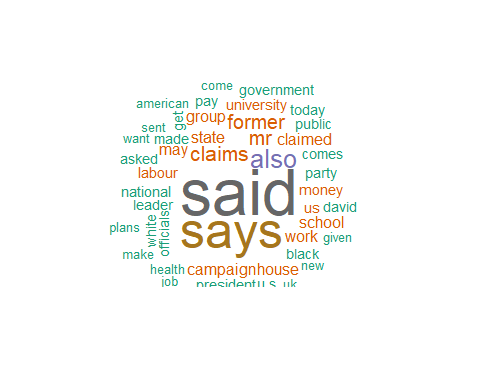 come
government
american
pay
university
today
sent
get
group
former
public
want
made
state
mr
claimed
asked
may
claims
also
comes
labour
said
party
national
money
leader
us
david
white
officials
says
school
plans
work
given
make
black
health
campaign
house
new
job
president
u.s
uk